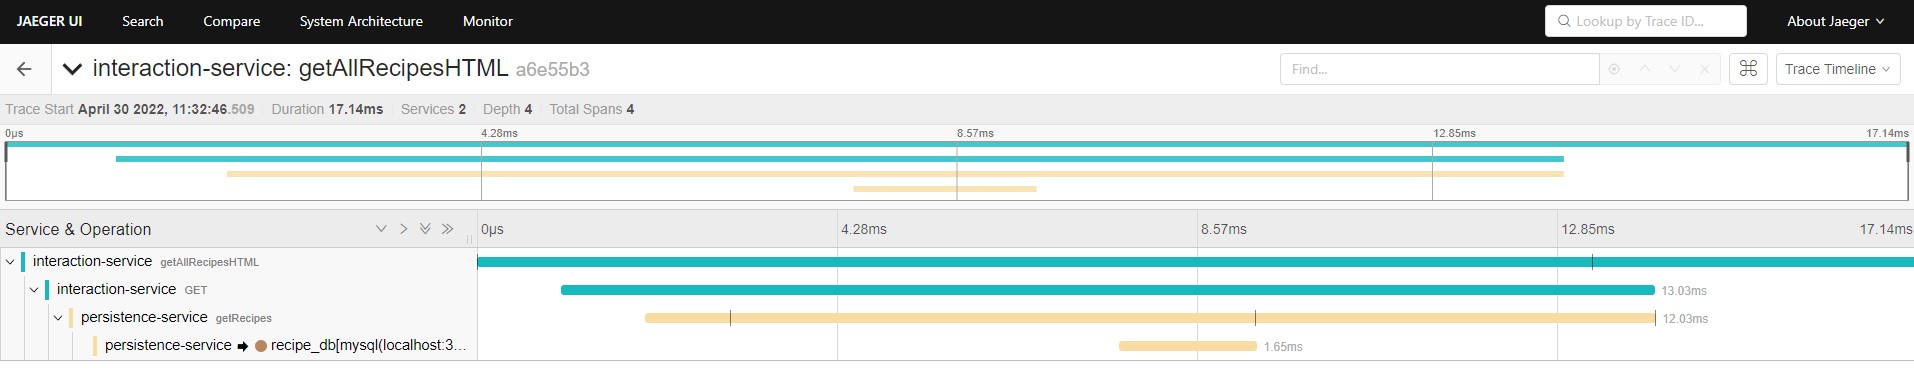 JAEGER UI Search Compare System Architecture Monitor Lookup by Trace ID... About Jaeger
interaction-service: getAllRecipesHTML a6e55b3 Find... Trace Timeline
Trace Start April 30 2022, 11:32:46.509 Duration 17.14ms Services 2 Depth 4 Total Spans 4
0μs 4.28ms 8.57ms 12.85ms 17.14ms
Service & Operation 0μs 4.28ms 8.57ms 12.85ms 17.14ms
interaction-service getAllRecipesHTML
interaction-service GET 13.03ms
persistence-service getRecipes 12.03ms
persistence-service recipe_db[mysql(localhost:3... 1.65ms